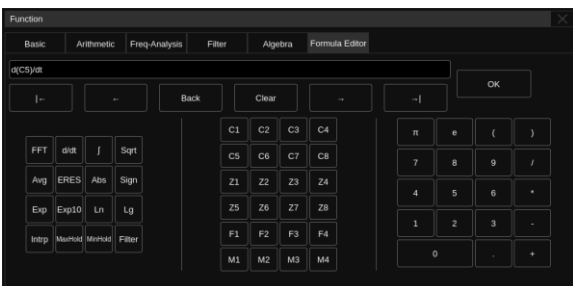 Function
Basic Arithmetic Freq-Analysis Filter Algebra Formula Editor
d(C5)/dt
OK
|← ← Back Clear → →|
C1 C2 C3 C4
π e ( )
FFT d/dt ∫ Sqrt
C5 C6 C7 C8
7 8 9 /
Avg ERES Abs Sign
Z1 Z2 Z3 Z4
4 5 6 *
Exp Exp10 Ln Lg
Z5 Z6 Z7 Z8
1 2 3 -
Intrp MaxHold MinHold Filter
F1 F2 F3 F4
0 . +
M1 M2 M3 M4